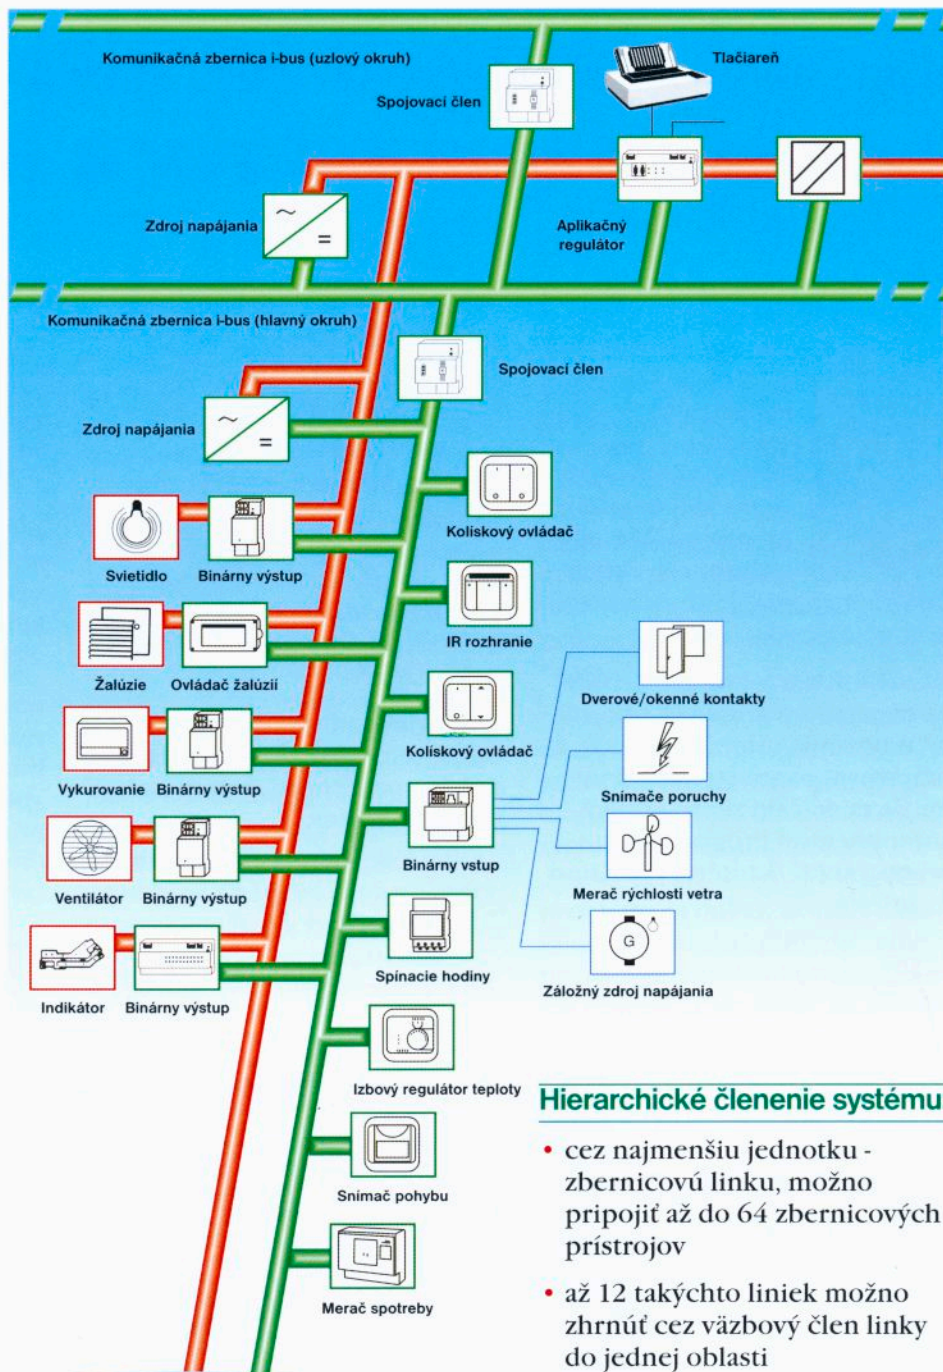 Komunikačná zbernica i-bus (uzlový okruh)
Tlačiareň
Spojovací člen
Zdroj napájania
Aplikačný
regulátor
Komunikačná zbernica i-bus (hlavný okruh)
Spojovací člen
Zdroj napájania
Kolískový ovládač
Svietidlo
Binárny výstup
IR rozhranie
Žalúzie
Ovládač žalúzií
Dverové/okenné kontakty
Kolískový ovládač
Vykurovanie
Binárny výstup
Snímače poruchy
Binárny vstup
Merač rýchlosti vetra
Ventilátor
Binárny výstup
G
Spínacie hodiny
Záložný zdroj napájania
Indikátor
Binárny výstup
Izbový regulátor teploty
Hierarchické členenie systému
• cez najmenšiu jednotku -
zbernicovú linku, možno
pripojiť až do 64 zbernicových
prístrojov
Snímač pohybu
Merač spotreby
• až 12 takýchto liniek možno
zhrnúť cez väzbový člen linky
do jednej oblasti